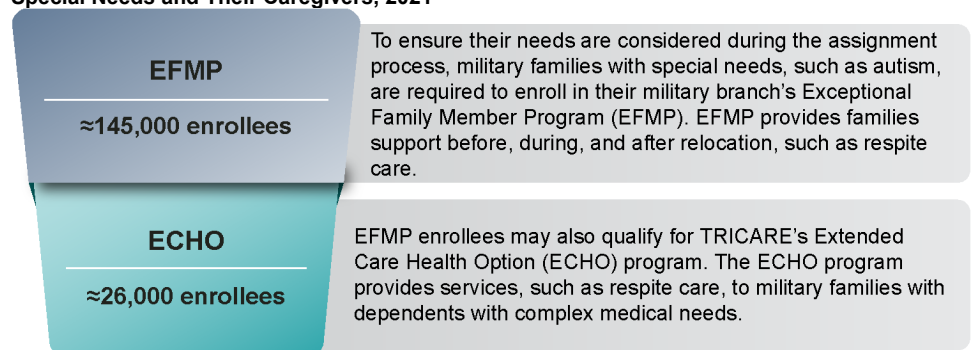 Special Needs and Their Caregivers, 2021
EFMP
≈145,000 enrollees
To ensure their needs are considered during the assignment
process, military families with special needs, such as autism,
are required to enroll in their military branch’s Exceptional
Family Member Program (EFMP). EFMP provides families
support before, during, and after relocation, such as respite
care.
ECHO
≈26,000 enrollees
EFMP enrollees may also qualify for TRICARE’s Extended
Care Health Option (ECHO) program. The ECHO program
provides services, such as respite care, to military families with
dependents with complex medical needs.